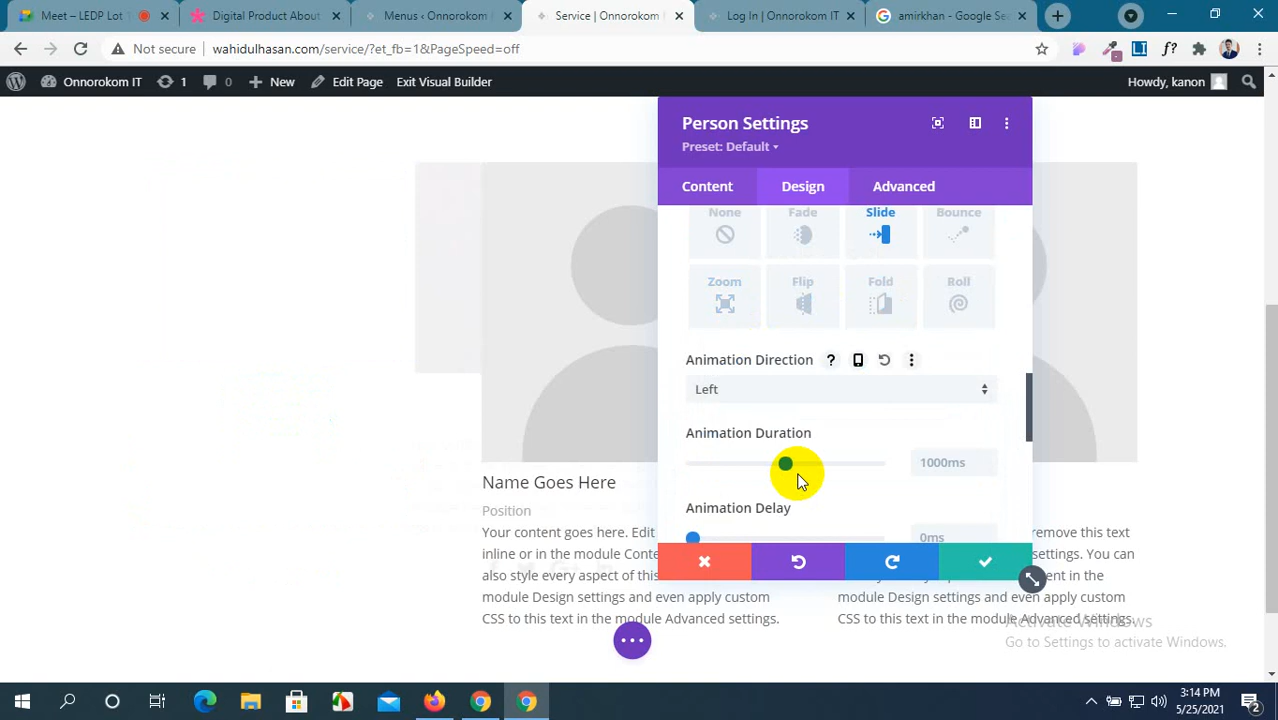 Meet – LEDP Lot
Digital Product About
Menus ‹ Onnorokom I
Service | Onnorokom I
Log In | Onnorokom IT
amirkhan - Google Se
Not secure
wahidulhasan.com/service/?et_fb=1&PageSpeed=off
Onnorokom IT
1
0
New
Edit Page
Exit Visual Builder
Howdy, kanon
Person Settings
Preset: Default
Content
Design
Advanced
None
Fade
Slide
Bounce
Zoom
Flip
Fold
Roll
Animation Direction
Left
Animation Duration
1000ms
Animation Delay
0ms
Name Goes Here
Position
Your content goes here. Edit
inline or in the module Conte
also style every aspect of this
module Design settings and even apply custom
CSS to this text in the module Advanced settings.
remove this text
settings. You can
ent in the
module Design settings and even apply custom
CSS to this text in the module Advanced settings.
Activate Windows
Go to Settings to activate Windows.
3:14 PM
5/25/2021
2